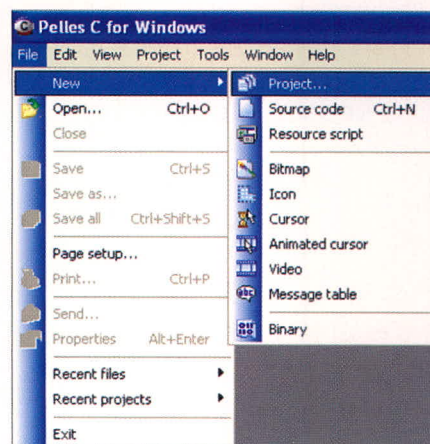 Pelles C for Windows
File Edit View Project Tools Window Help
New
Open... Ctrl+O
Close
Save Ctrl+S
Save as...
Save all Ctrl+Shift+S
Page setup...
Print... Ctrl+P
Send...
Properties Alt+Enter
Recent files
Recent projects
Exit
Project...
Source code Ctrl+N
Resource script
Bitmap
Icon
Cursor
Animated cursor
Video
Message table
Binary